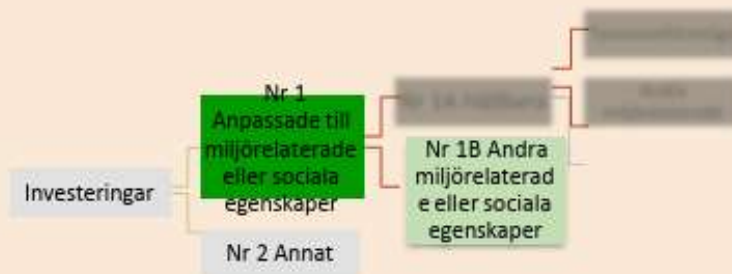 Nr 1
Anpassade till
miljörelaterade
eller sociala
egenskaper
Nr 1B Andra
miljörelaterad
e eller sociala
egenskaper
Investeringar
Nr 2 Annat